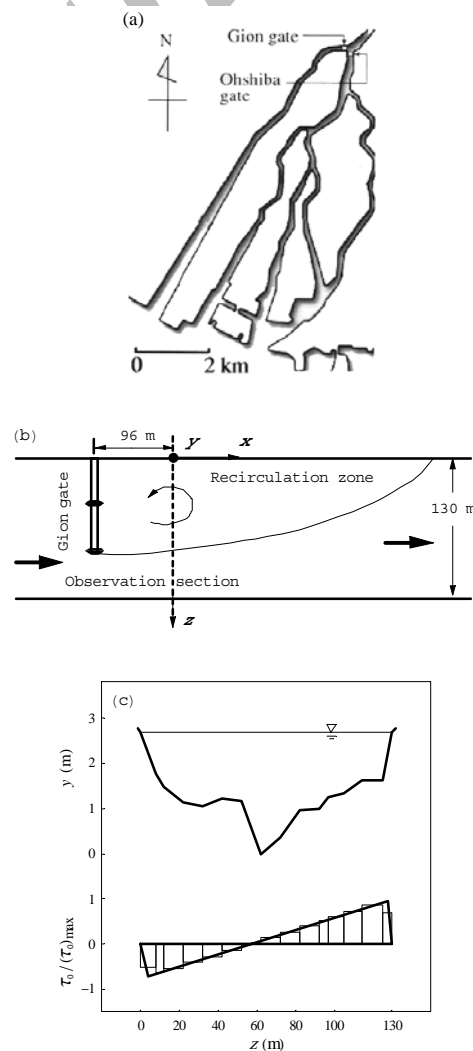 (a)
N
Gion gate
Ohshiba
gate
0 2 km
(b)
96 m
y
x
Recirculation zone
130 m
Gion gate
Observation section
z
(c)
3
2
1
0
y (m)
1
0
−1
τ0 / (τ0)max
0 20 40 60 80 100 130
z (m)